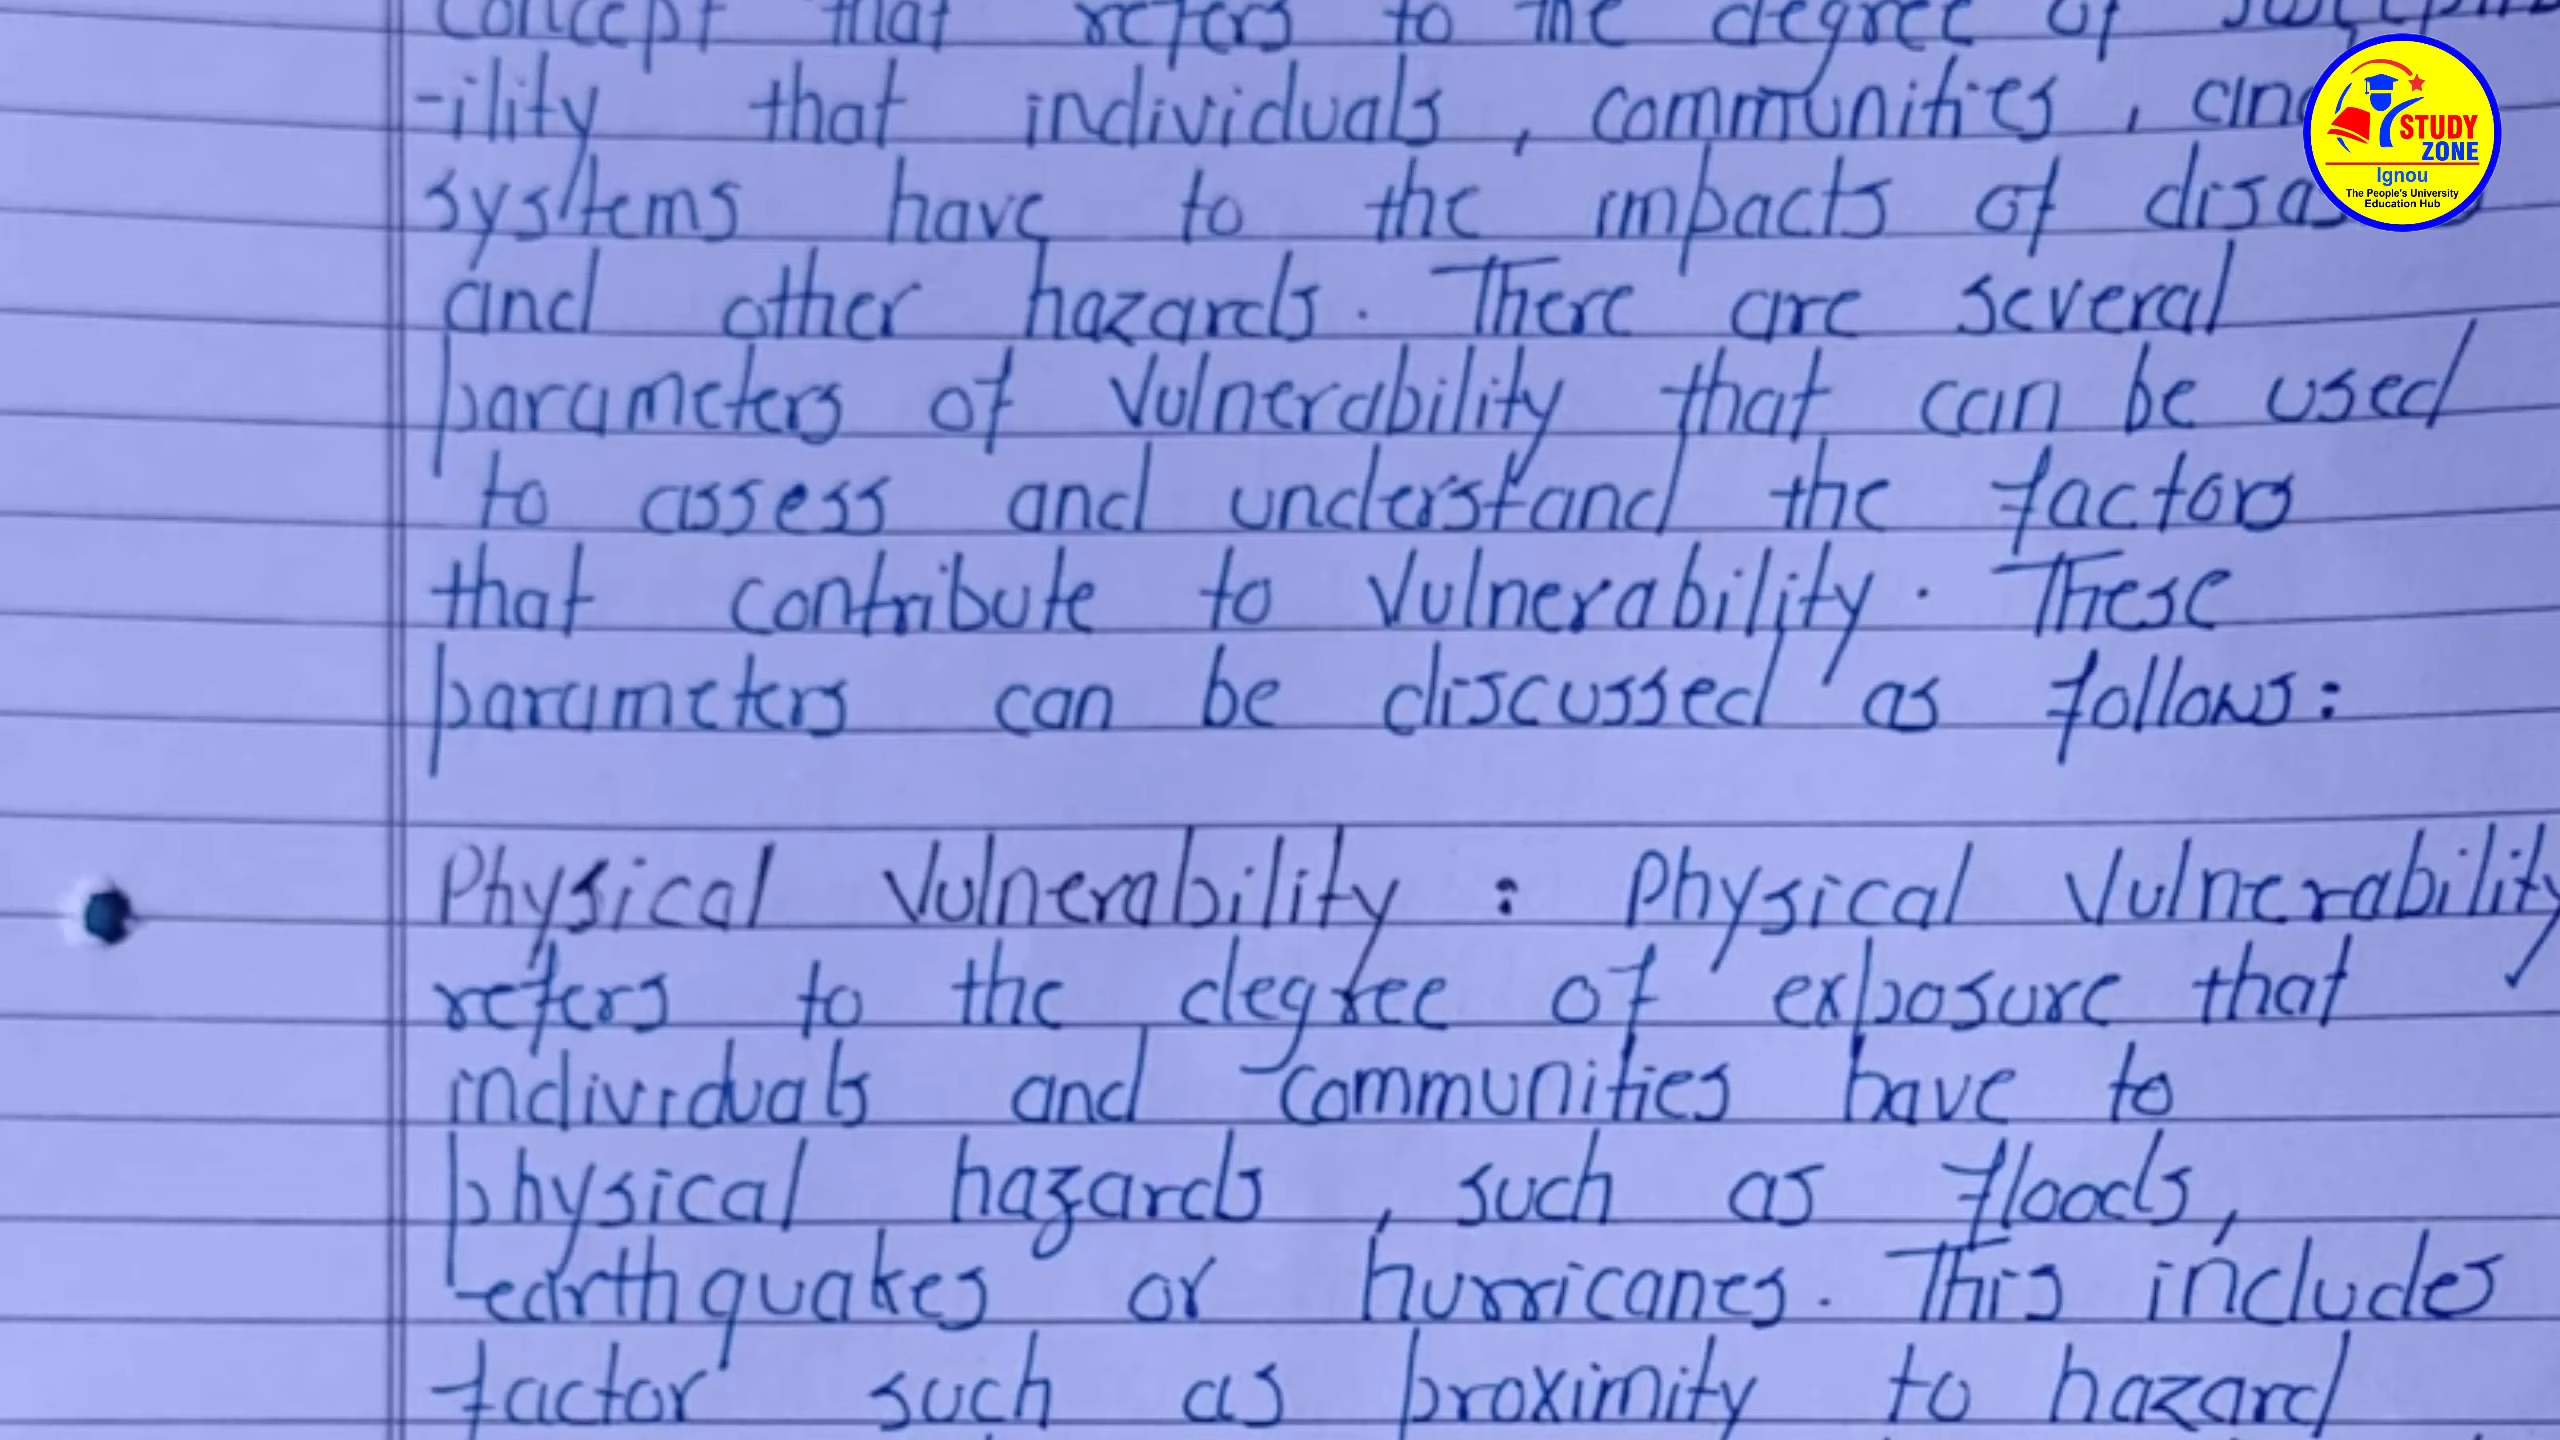 concept that refers to the degree of
-ility that individuals, communities, and
systems have to the impacts of
and other hazards. There are several
parameters of Vulnerability that can be used
to assess and understand the factors
that contribute to Vulnerability. These
parameters can be discussed as follows:
Physical Vulnerability : Physical Vulnerability
refers to the degree of exposure that
individuals and communities have to
physical hazards, such as floods,
earthquakes or hurricanes. This includes
factor such as proximity to hazard
STUDY
ZONE
Ignou
The People's University
Education Hub